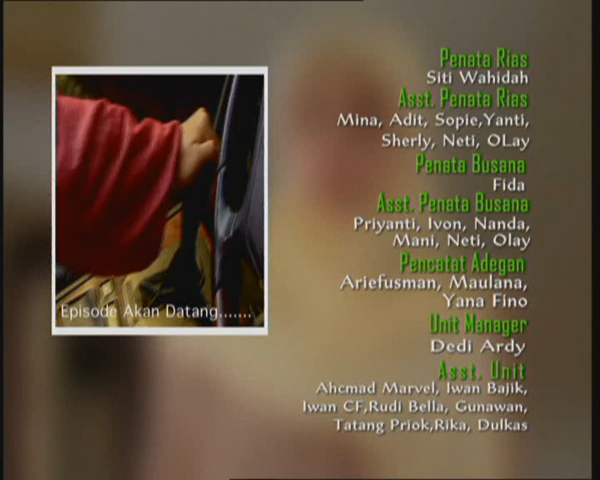 Penata Rias
Siti Wahidah
Asst. Penata Rias
Mina, Adit, Sopie,Yanti,
Sherly, Neti, OLay
Penata Busana
Fida
Asst. Penata Busana
Priyanti, Ivon, Nanda,
Mani, Neti, Olay
Pencatat Adegan
Ariefusman, Maulana,
Yana Fino
Unit Manager
Dedi Ardy
Asst. Unit
Ahcmad Marvel, Iwan Bajik,
Iwan CF,Rudi Bella, Gunawan,
Tatang Priok,Rika, Dulkas
Episode Akan Datang.......